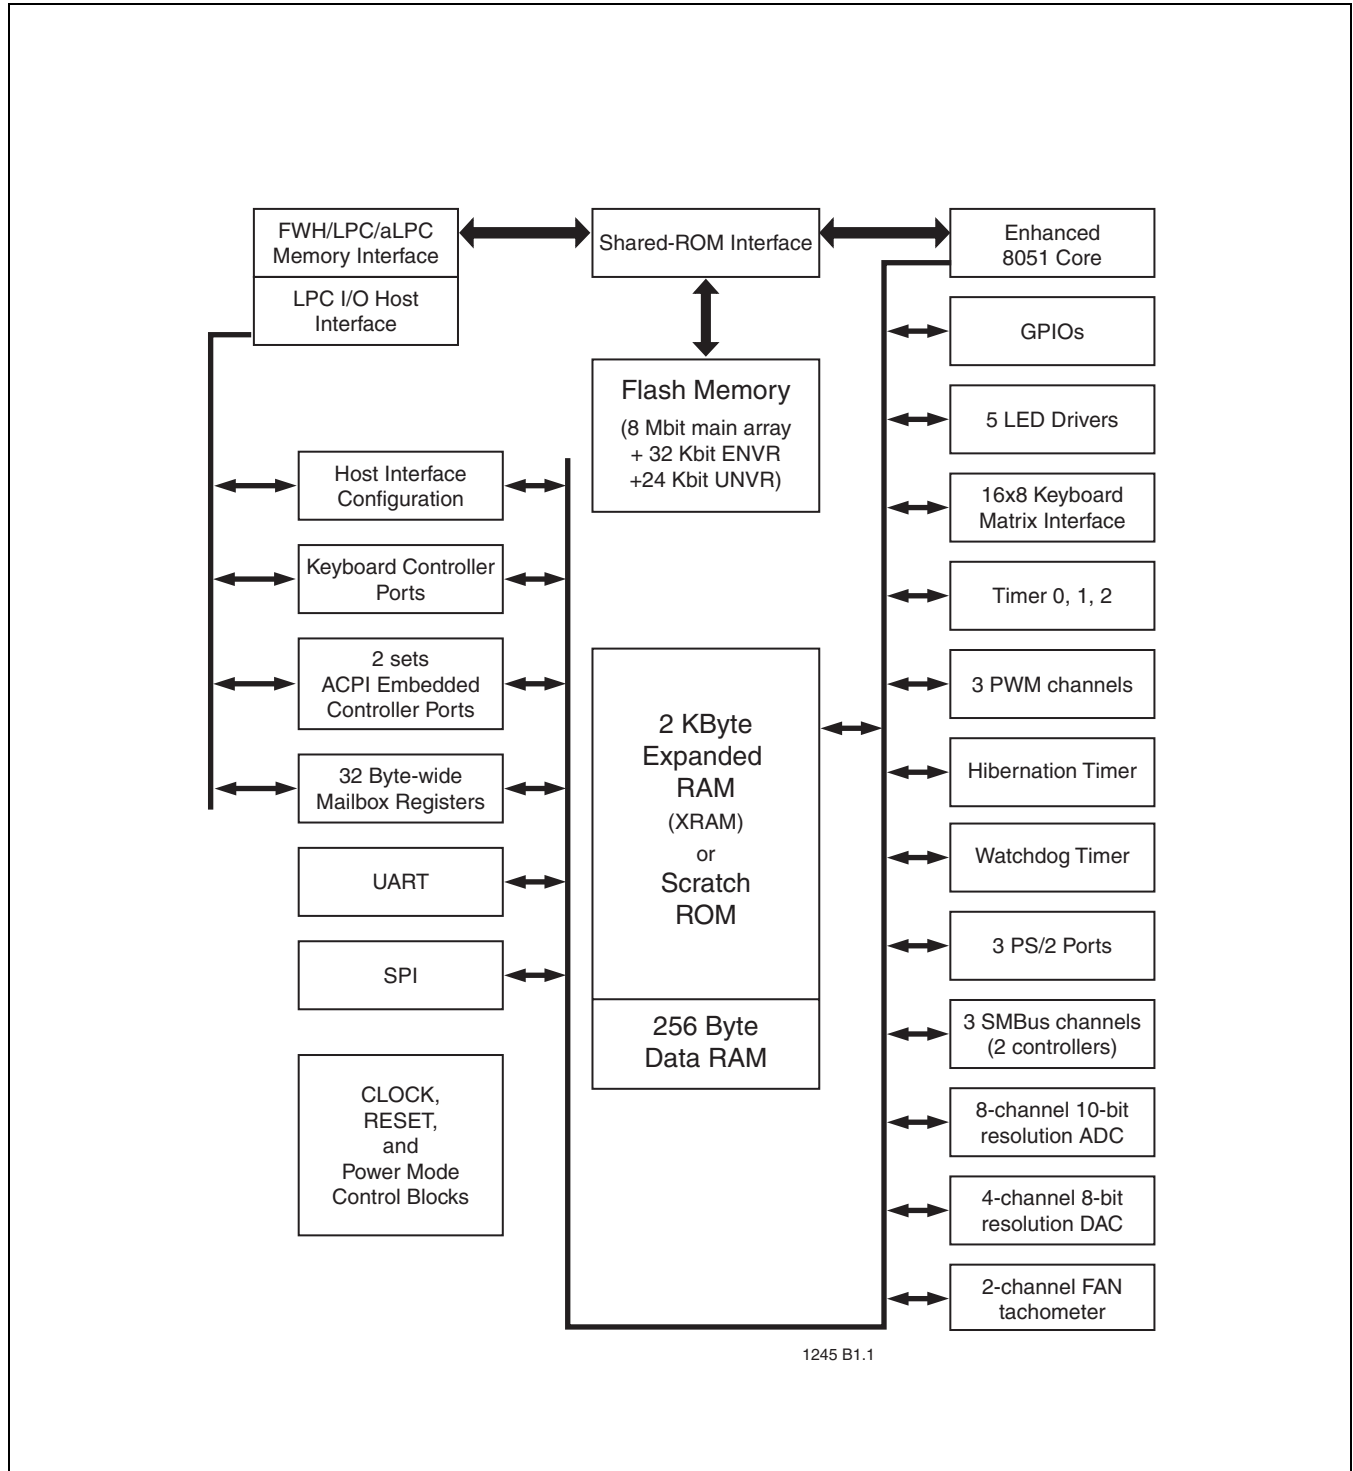 FWH/LPC/aLPC
Memory Interface
LPC I/O Host
Interface
Shared-ROM Interface
Enhanced
8051 Core
Flash Memory
(8 Mbit main array
+ 32 Kbit ENVR
+24 Kbit UNVR)
Host Interface
Configuration
Keyboard Controller
Ports
2 sets
ACPI Embedded
Controller Ports
32 Byte-wide
Mailbox Registers
UART
SPI
CLOCK,
RESET,
and
Power Mode
Control Blocks
2 KByte
Expanded
RAM
(XRAM)
or
Scratch
ROM
256 Byte
Data RAM
GPIOs
5 LED Drivers
16x8 Keyboard
Matrix Interface
Timer 0, 1, 2
3 PWM channels
Hibernation Timer
Watchdog Timer
3 PS/2 Ports
3 SMBus channels
(2 controllers)
8-channel 10-bit
resolution ADC
4-channel 8-bit
resolution DAC
2-channel FAN
tachometer
1245 B1.1